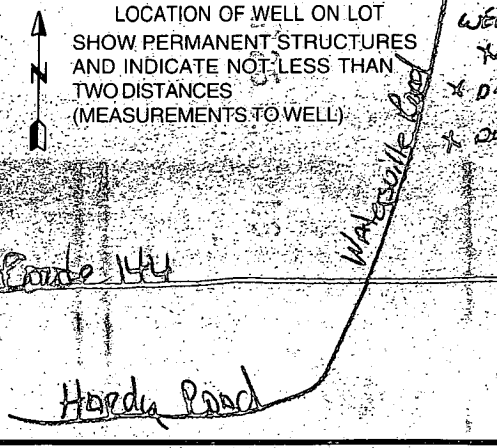 LOCATION OF WELL ON LOT
SHOW PERMANENT STRUCTURES
AND INDICATE NOT LESS THAN
TWO DISTANCES
(MEASUREMENTS TO WELL)
N
Watersville Road
Route 144
Hardy Road